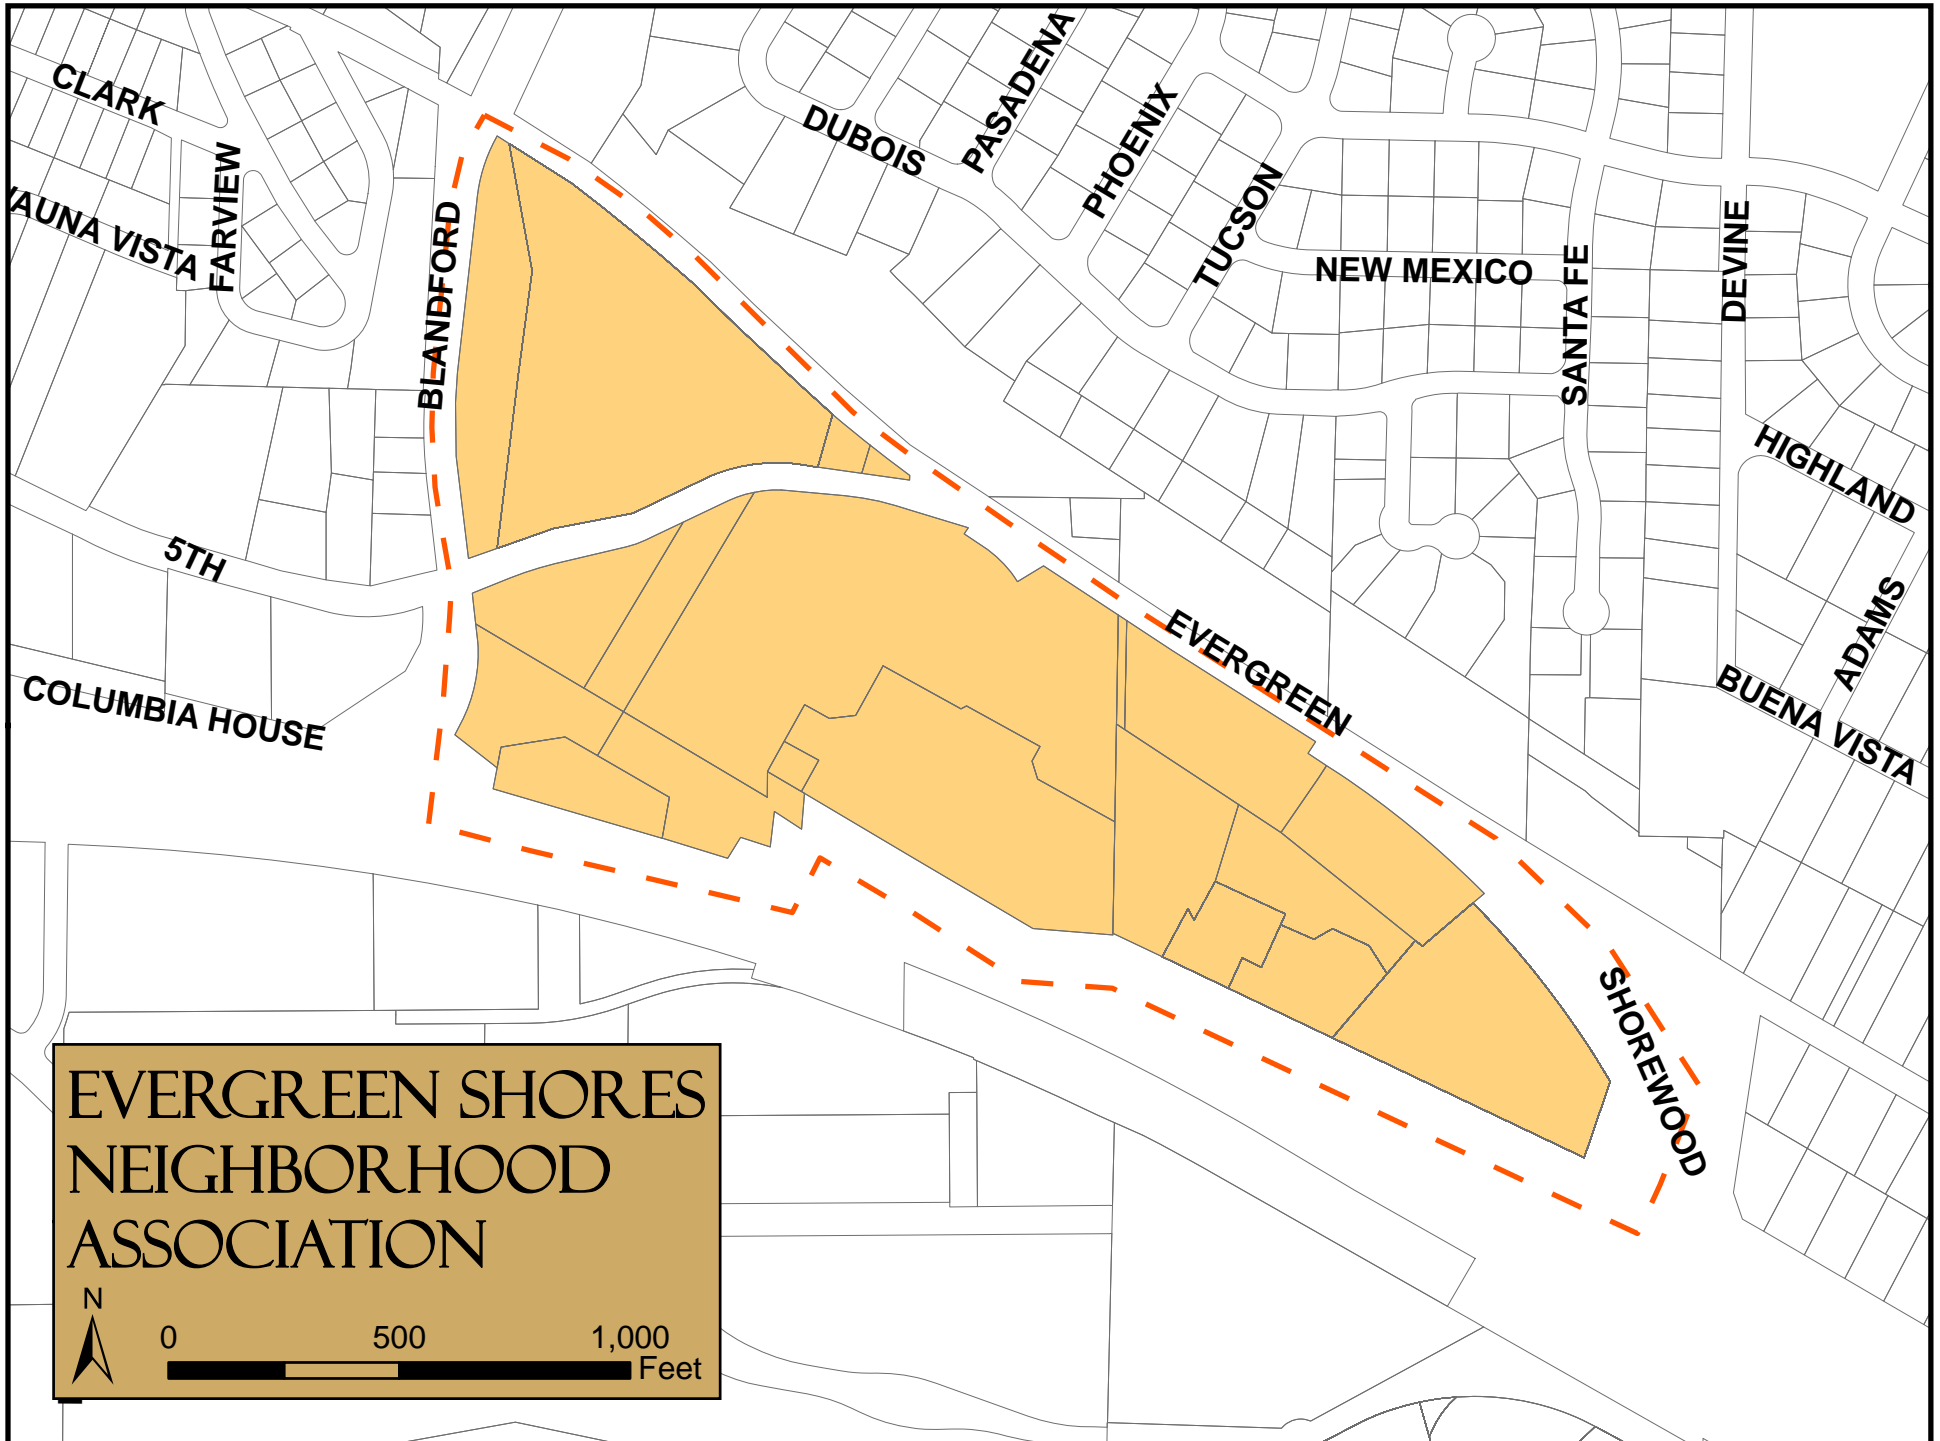 CLARK
VAUNA VISTA
FARVIEW
BLANDFORD
DUBOIS
PASADENA
PHOENIX
TUCSON
NEW MEXICO
SANTA FE
DEVINE
HIGHLAND
ADAMS
BUENA VISTA
5TH
COLUMBIA HOUSE
EVERGREEN
SHOREWOOD
EVERGREEN SHORES
NEIGHBORHOOD
ASSOCIATION
N
0 500 1,000
Feet